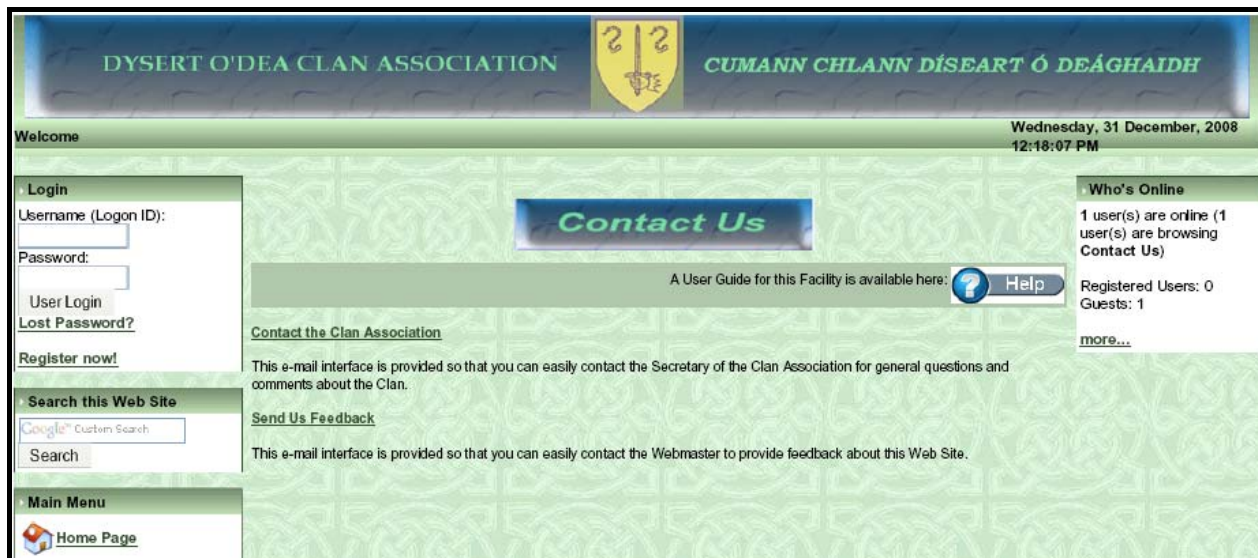 DYSERT O'DEA CLAN ASSOCIATION
CUMANN CHLANN DÍSEART Ó DEÁGHAIDH
Welcome
Wednesday, 31 December, 2008
12:18:07 PM
Login
Username (Logon ID):
Password:
User Login
Lost Password?
Register now!
Search this Web Site
Google™ Custom Search
Search
Main Menu
Home Page
Contact Us
A User Guide for this Facility is available here:
? Help
Contact the Clan Association
This e-mail interface is provided so that you can easily contact the Secretary of the Clan Association for general questions and
comments about the Clan.
Send Us Feedback
This e-mail interface is provided so that you can easily contact the Webmaster to provide feedback about this Web Site.
Who's Online
1 user(s) are online (1
user(s) are browsing
Contact Us)
Registered Users: 0
Guests: 1
more...